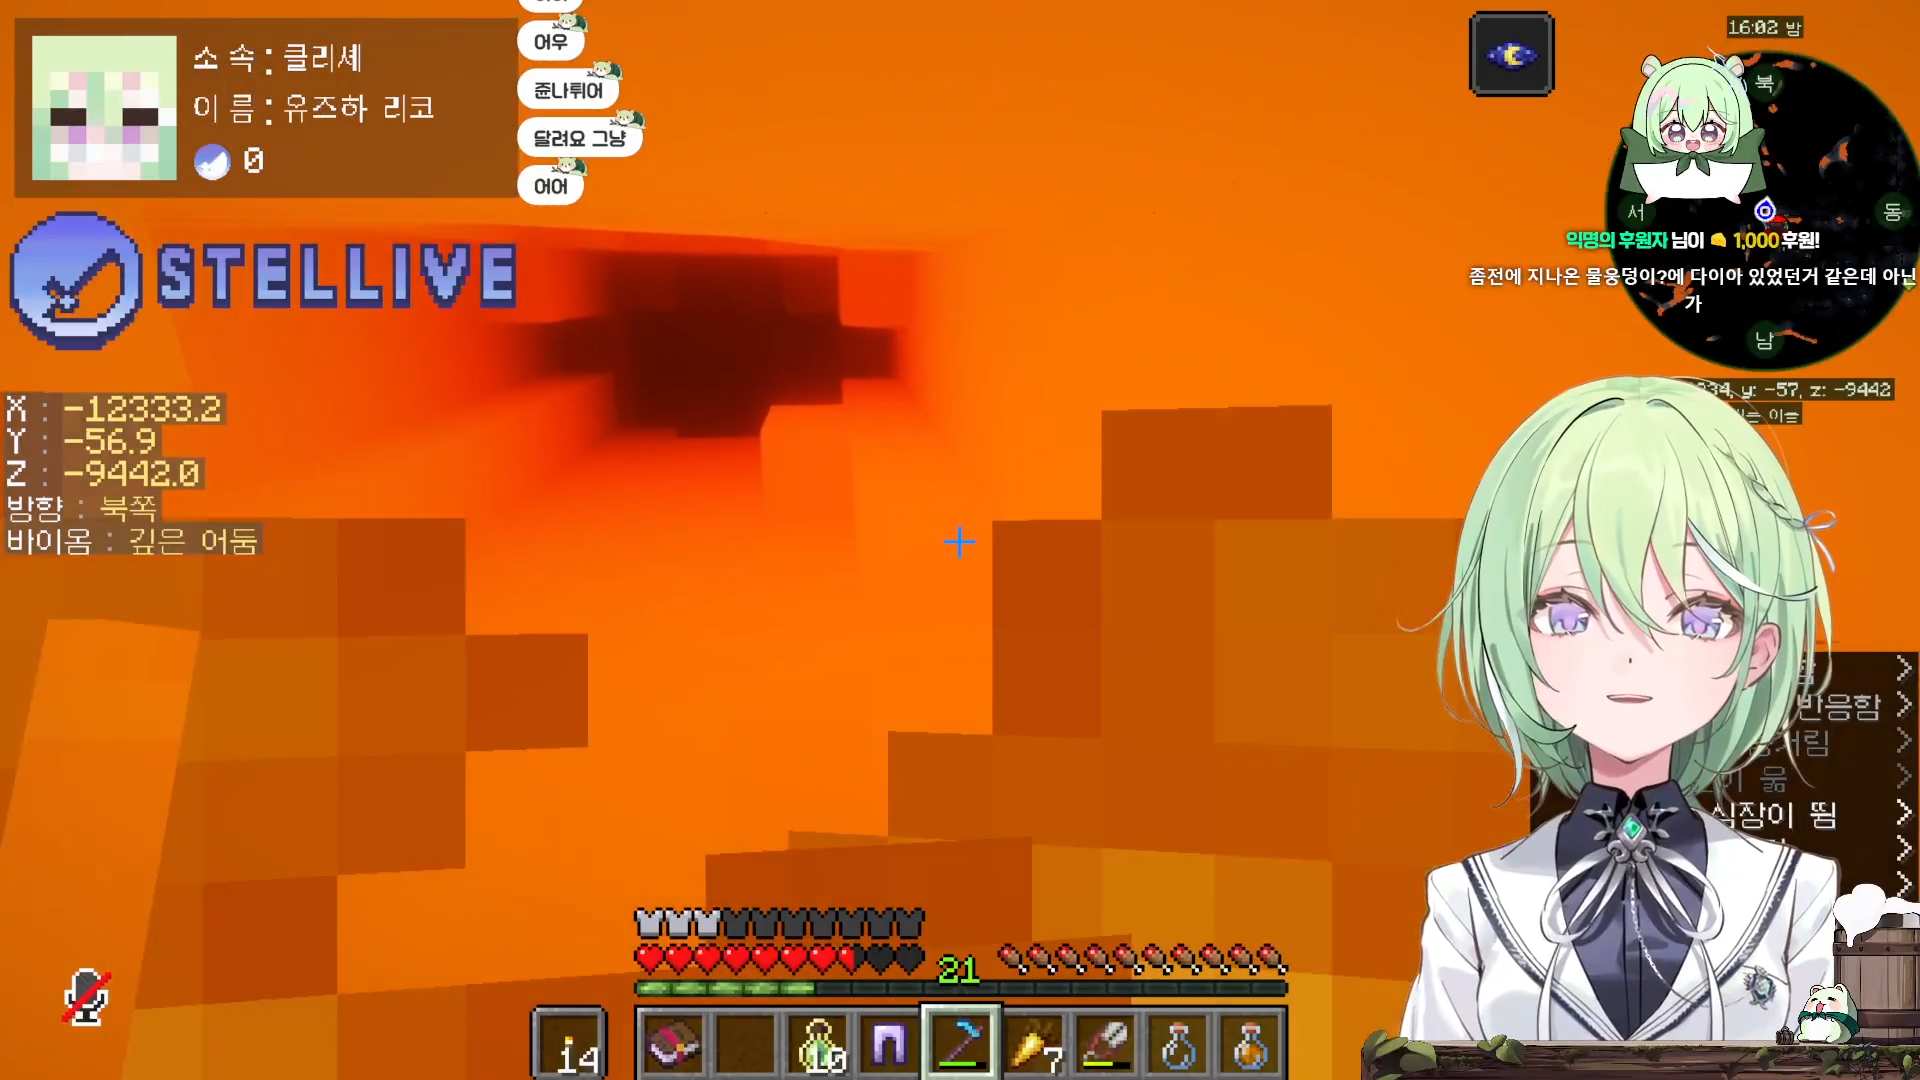 소 속 : 클리셰
이 름 : 유즈하 리코
0
STELLIVE
X : -12333.2
Y : -56.9
Z : -9442.0
방향 : 북쪽
바이옴 : 깊은 어둠
어우
쥰나튀어
달려요 그냥
어어
16:02 밤
북
서
동
남
익명의 후원자 님이 1,000 후원!
좀전에 지나온 물웅덩이?에 다이아 있었던거 같은데 아닌
가
34, y: -57, z: -9442
반응함
움
심장이 뜀
21
14
10
7